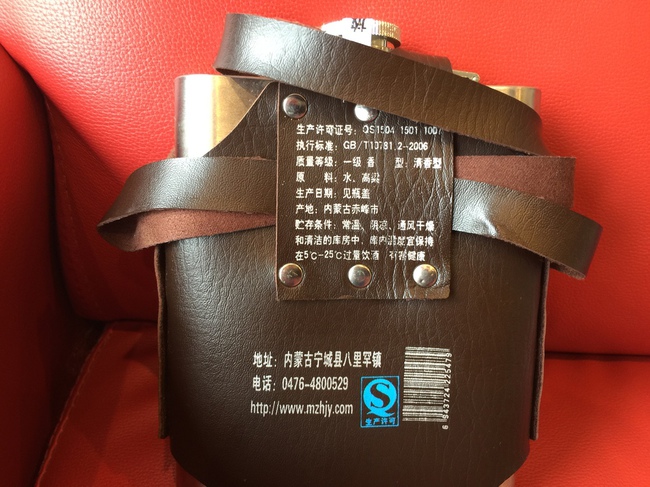 放
生产许可证号：QS1504 1501 1007
执行标准：GB/T10781.2-2006
质量等级：一级 香 型：清香型
原 料：水、高粱
生产日期：见瓶盖
产地：内蒙古赤峰市
贮存条件：常温、阴凉、通风干燥
和清洁的库房中，库内温度宜保持
在5℃-25℃过量饮酒 有害健康
地址：内蒙古宁城县八里罕镇
电话：0476-4800529
http://www.mzhjy.com
QS
生产许可
6 943724 225479